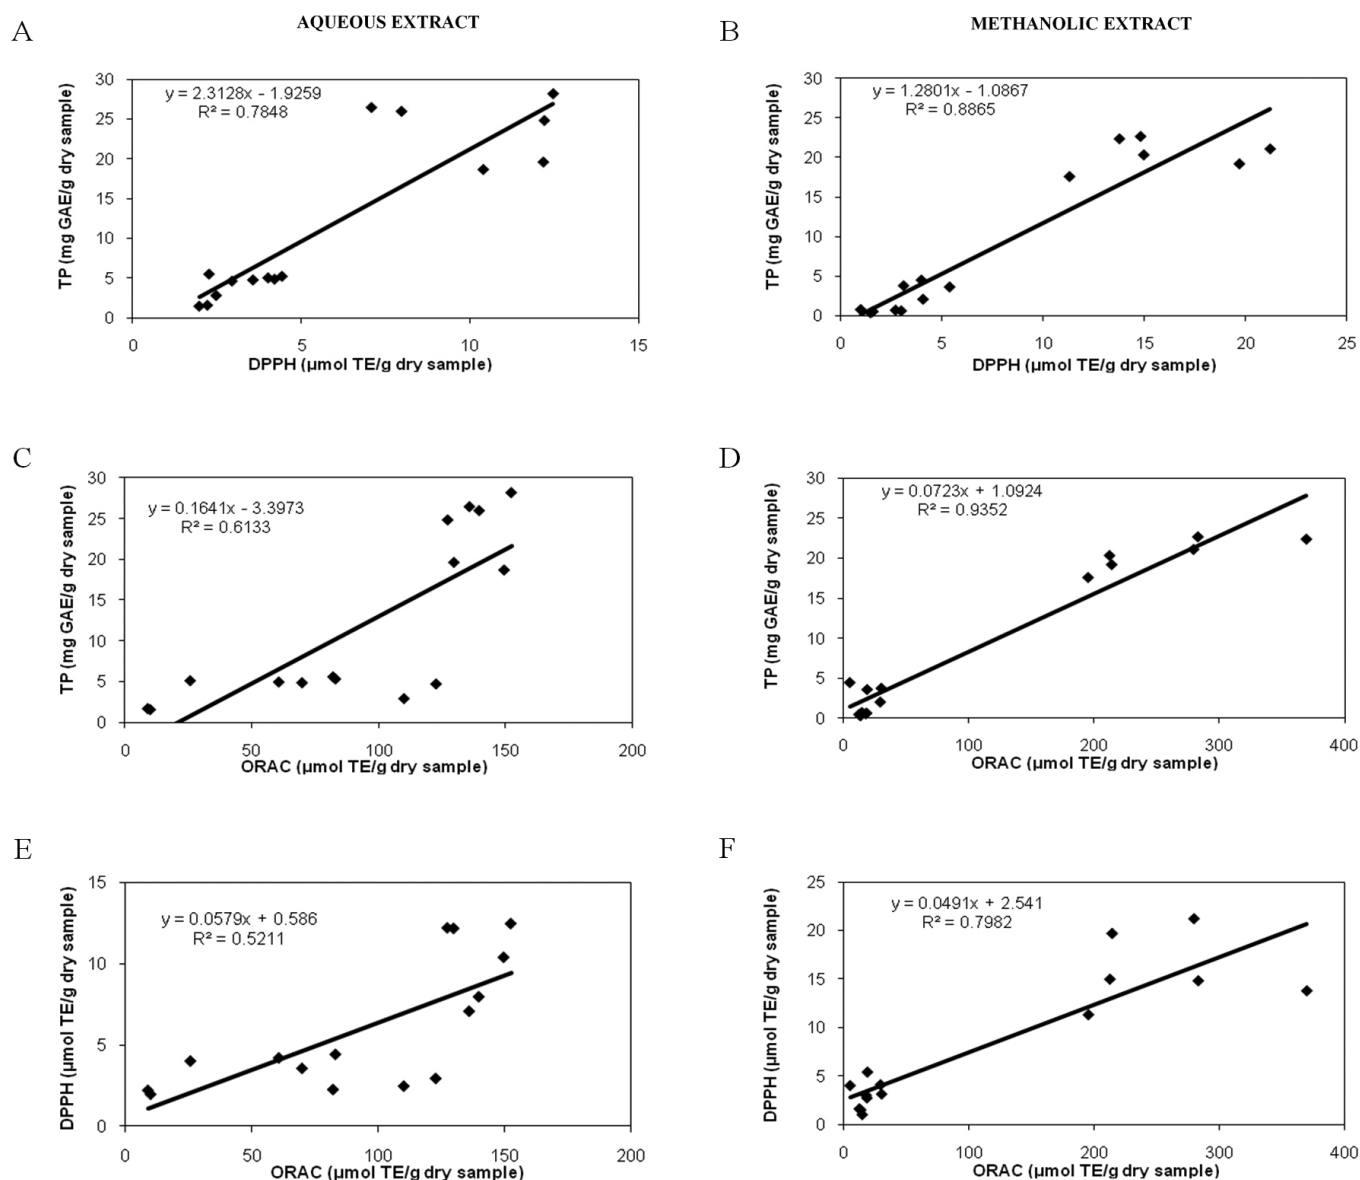 AQUEOUS EXTRACT
METHANOLIC EXTRACT
A
y = 2.3128x - 1.9259
R² = 0.7848
TP (mg GAE/g dry sample)
30
25
20
15
10
5
0
0 5 10 15
DPPH (µmol TE/g dry sample)
B
y = 1.2801x - 1.0867
R² = 0.8865
TP (mg GAE/g dry sample)
30
25
20
15
10
5
0
0 5 10 15 20 25
DPPH (µmol TE/g dry sample)
C
y = 0.1641x - 3.3973
R² = 0.6133
TP (mg GAE/g dry sample)
30
25
20
15
10
5
0
0 50 100 150 200
ORAC (µmol TE/g dry sample)
D
y = 0.0723x + 1.0924
R² = 0.9352
TP (mg GAE/g dry sample)
30
25
20
15
10
5
0
0 100 200 300 400
ORAC (µmol TE/g dry sample)
E
y = 0.0579x + 0.586
R² = 0.5211
DPPH (µmol TE/g dry sample)
15
10
5
0
0 50 100 150 200
ORAC (µmol TE/g dry sample)
F
y = 0.0491x + 2.541
R² = 0.7982
DPPH (µmol TE/g dry sample)
25
20
15
10
5
0
0 100 200 300 400
ORAC (µmol TE/g dry sample)